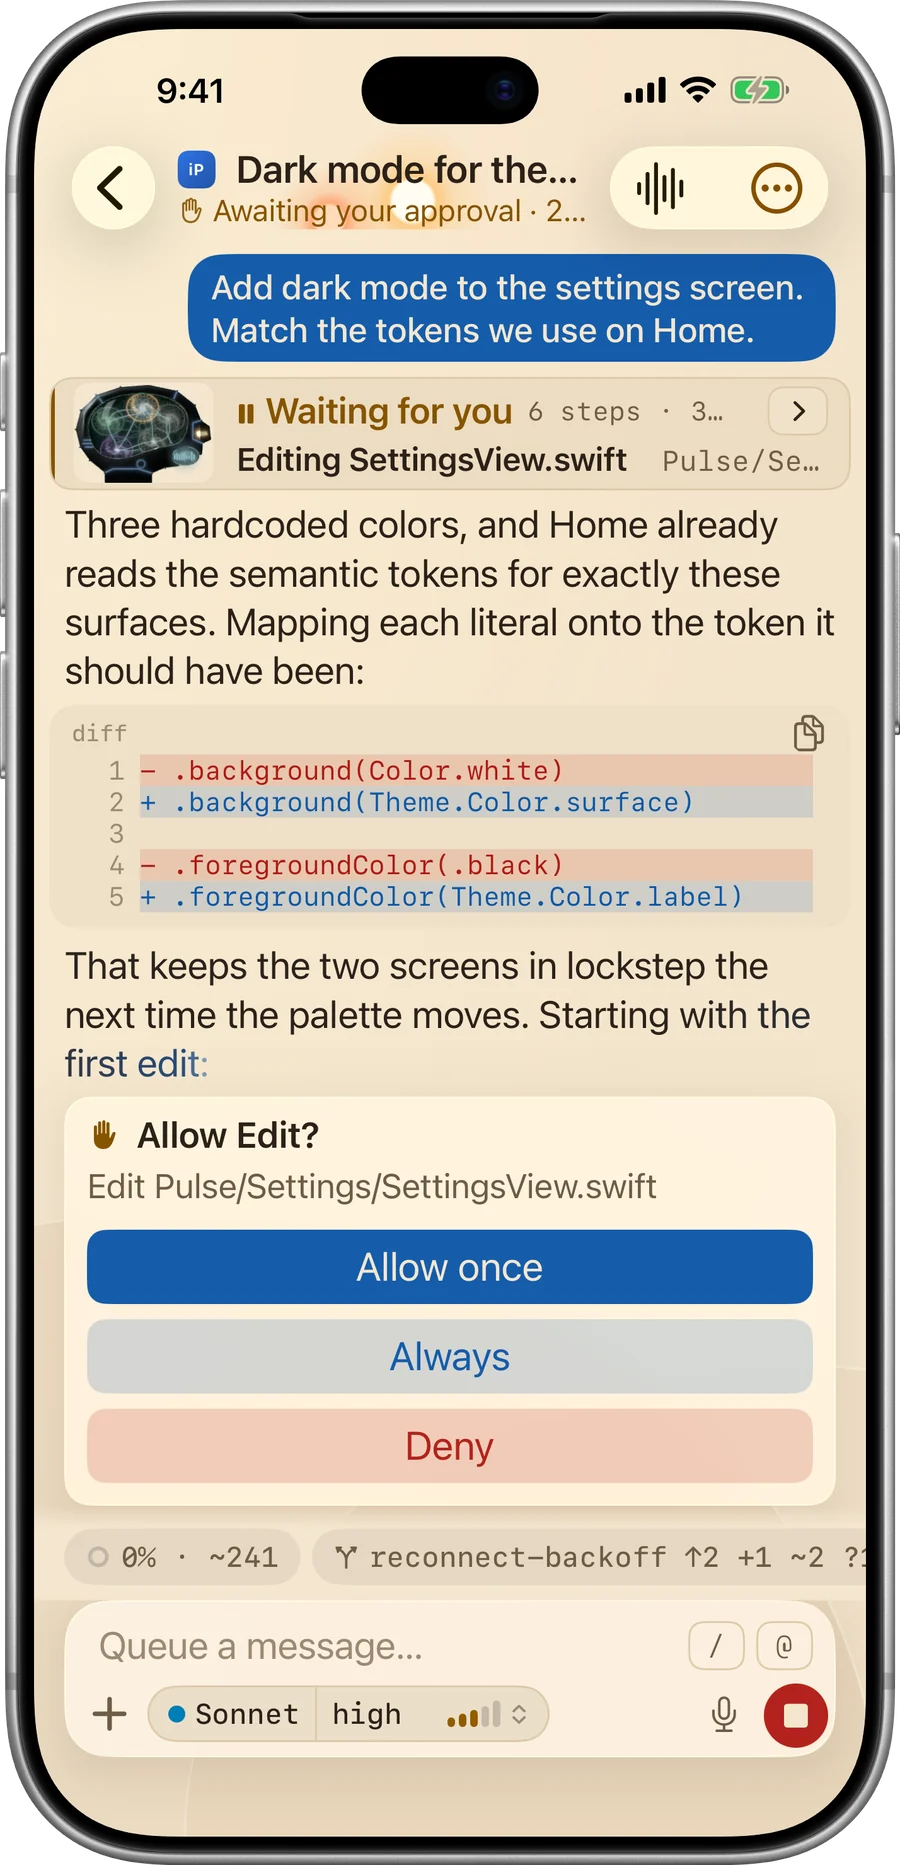 9:41
iP Dark mode for the...
Awaiting your approval · 2...
Add dark mode to the settings screen.
Match the tokens we use on Home.
Waiting for you 6 steps · 3...
Editing SettingsView.swift Pulse/Se...
Three hardcoded colors, and Home already
reads the semantic tokens for exactly these
surfaces. Mapping each literal onto the token it
should have been:
diff
1 - .background(Color.white)
2 + .background(Theme.Color.surface)
3
4 - .foregroundColor(.black)
5 + .foregroundColor(Theme.Color.label)
That keeps the two screens in lockstep the
next time the palette moves. Starting with the
first edit:
Allow Edit?
Edit Pulse/Settings/SettingsView.swift
Allow once
Always
Deny
0% · ~241 reconnect-backoff ↑2 +1 ~2 ?1
Queue a message... / @
Sonnet high